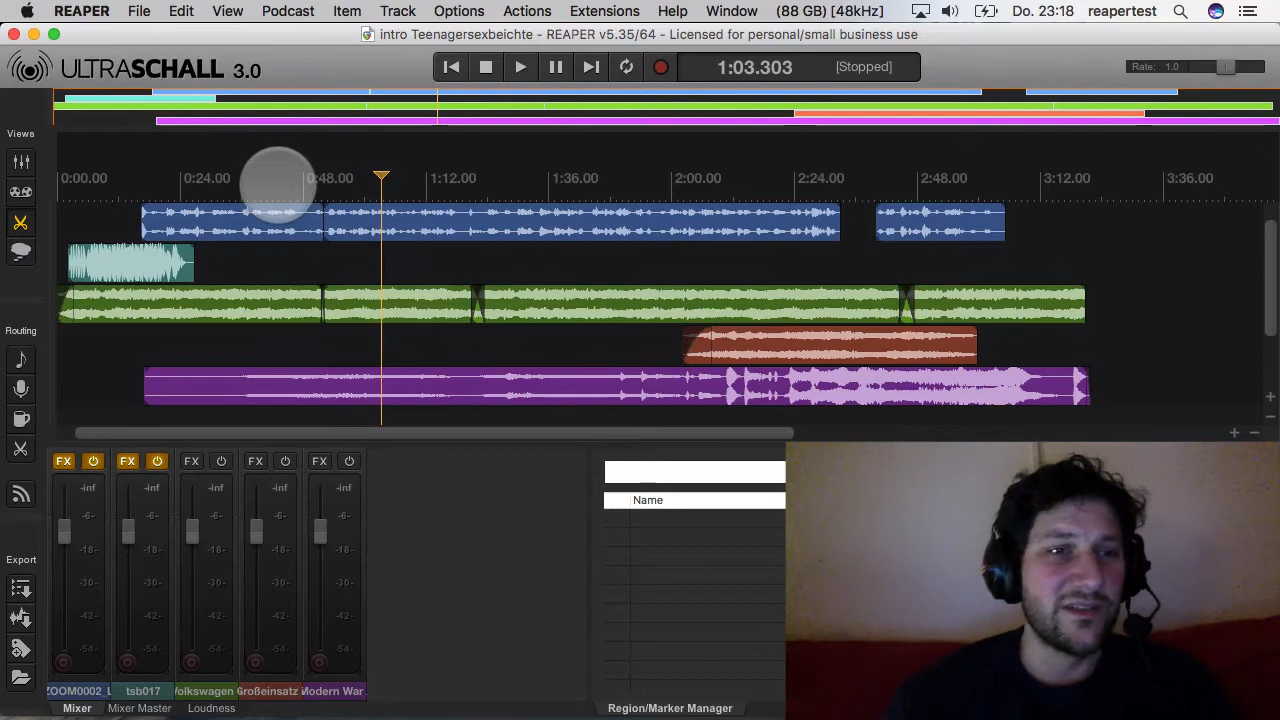 REAPER File Edit View Podcast Item Track Options Actions Extensions Help Window (88 GB) [48kHz] Do. 23:18 reapertest
intro Teenagersexbeichte - REAPER v5.35/64 - Licensed for personal/small business use
ULTRASCHALL 3.0
1:03.303 [Stopped]
Rate: 1.0
Views
0:00.00 0:24.00 0:48.00 1:12.00 1:36.00 2:00.00 2:24.00 2:48.00 3:12.00 3:36.00
Routing
Export
FX FX FX FX FX
-inf -inf -inf -inf -inf
-6- -6- -6- -6- -6-
-18- -18- -18- -18- -18-
-30- -30- -30- -30- -30-
-42- -42- -42- -42- -42-
-54- -54- -54- -54- -54-
ZOOM0002_L tsb017 Volkswagen Großeinsatz Modern War
Mixer Mixer Master Loudness
Name
Region/Marker Manager